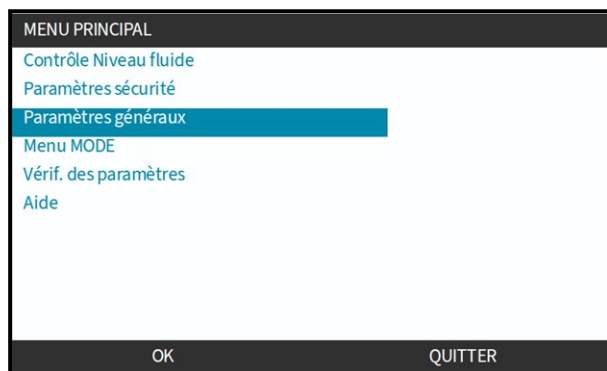 MENU PRINCIPAL
Contrôle Niveau fluide
Paramètres sécurité
Paramètres généraux
Menu MODE
Vérif. des paramètres
Aide
OK QUITTER